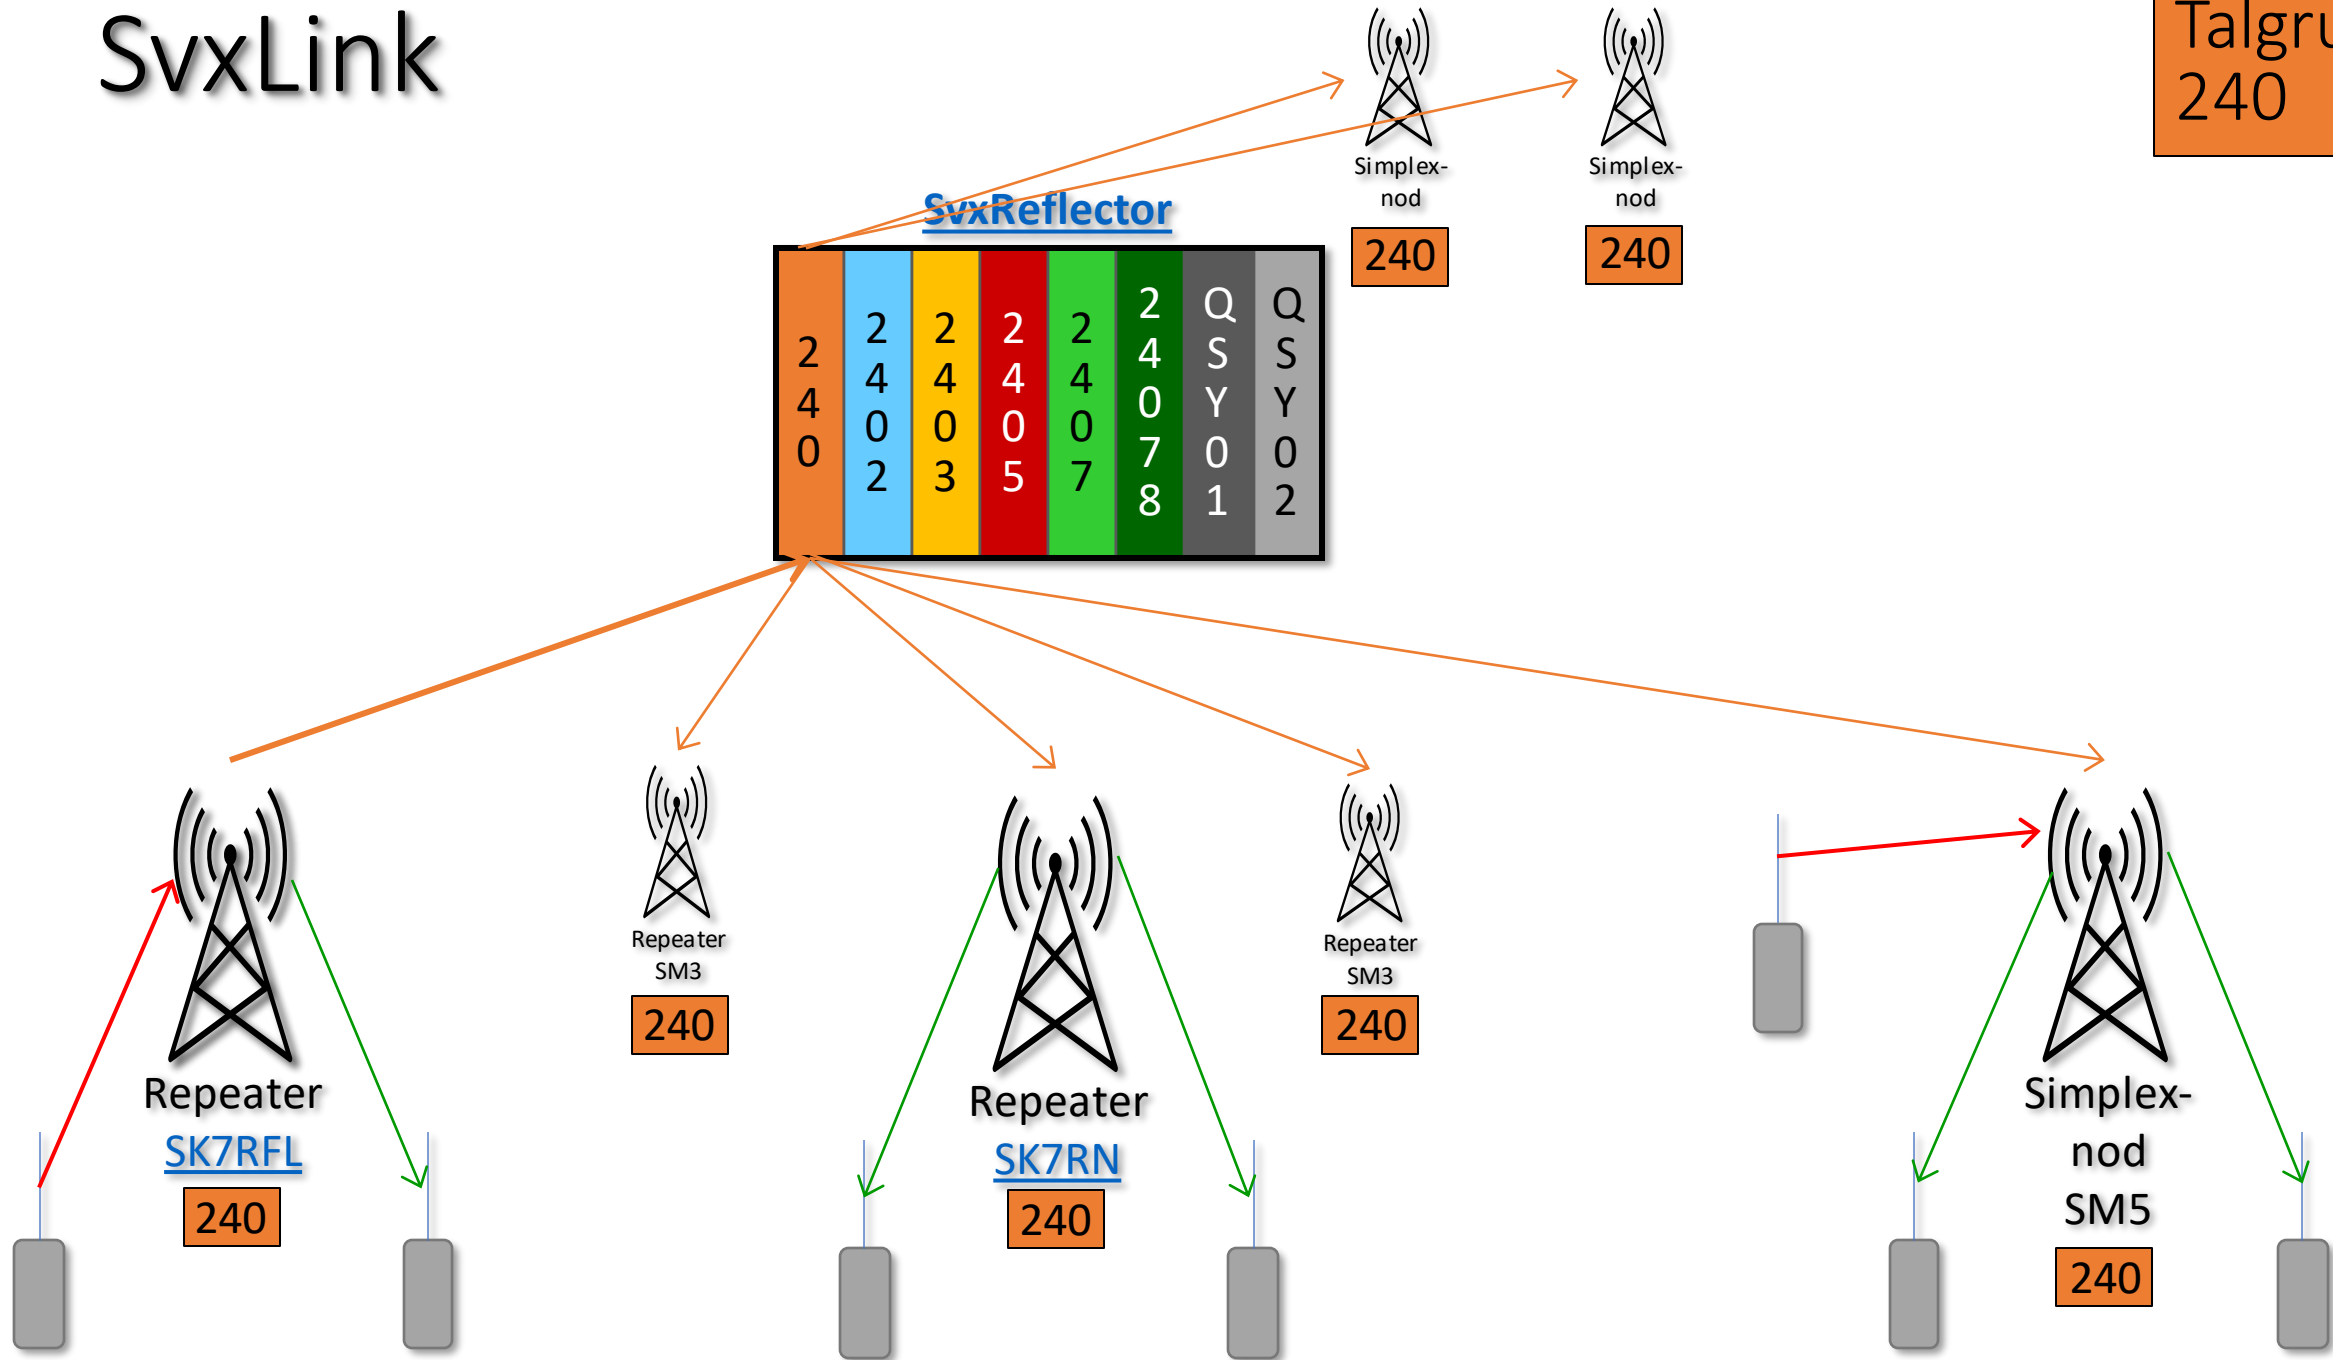 SvxLink
Talgru
240
Simplex-
nod
240
Simplex-
nod
240
SvxReflector
240
2402
2403
2405
2407
24078
QSY01
QSY02
Repeater
SK7RFL
240
Repeater
SM3
240
Repeater
SK7RN
240
Repeater
SM3
240
Simplex-
nod
SM5
240